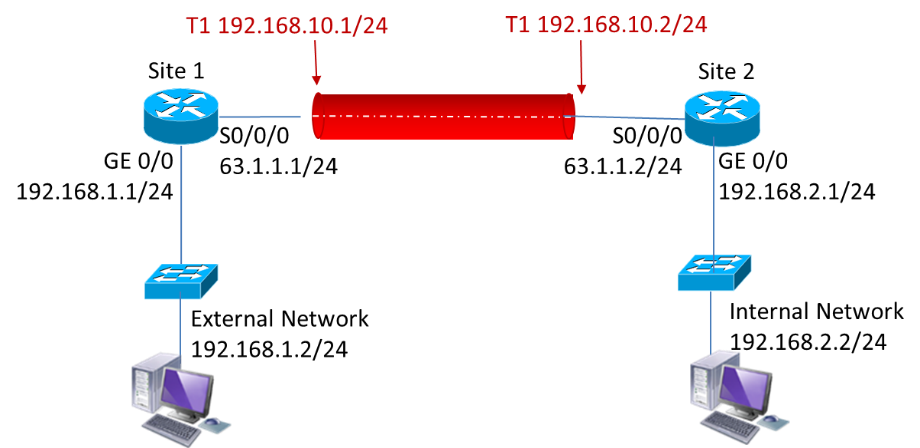 T1 192.168.10.1/24
T1 192.168.10.2/24
Site 1
Site 2
S0/0/0
63.1.1.1/24
S0/0/0
63.1.1.2/24
GE 0/0
192.168.1.1/24
GE 0/0
192.168.2.1/24
External Network
192.168.1.2/24
Internal Network
192.168.2.2/24